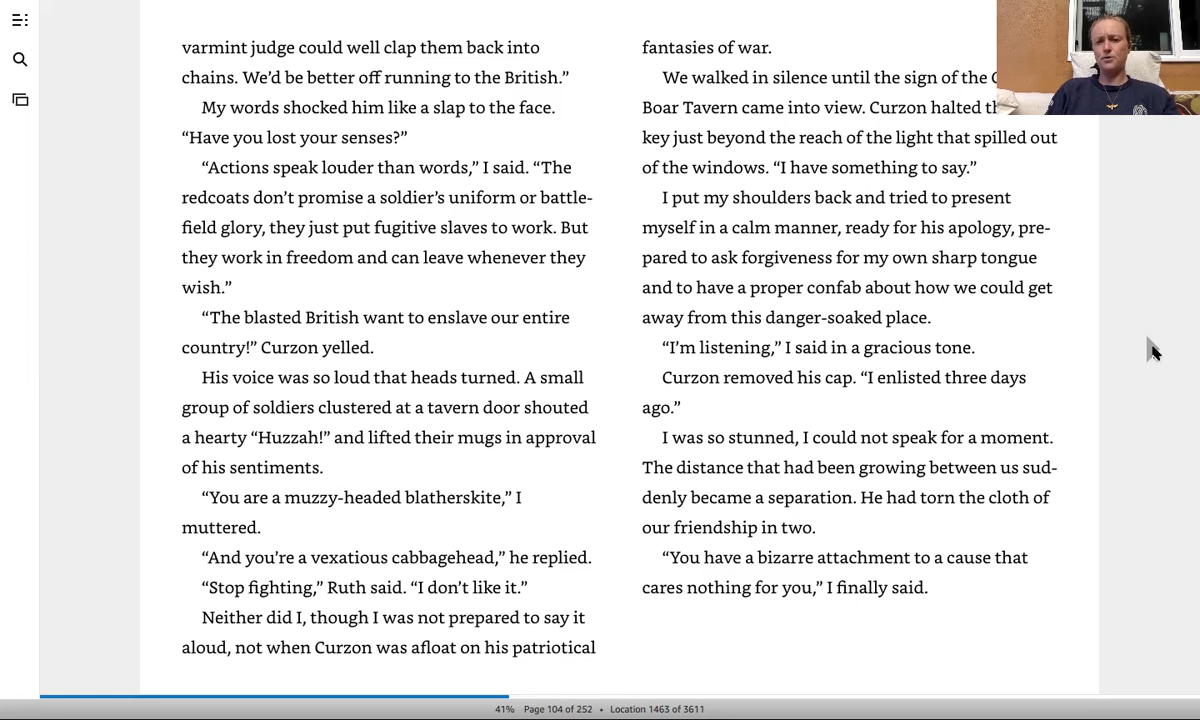 varmint judge could well clap them back into
chains. We’d be better off running to the British.”
My words shocked him like a slap to the face.
“Have you lost your senses?”
“Actions speak louder than words,” I said. “The
redcoats don’t promise a soldier’s uniform or battle-
field glory, they just put fugitive slaves to work. But
they work in freedom and can leave whenever they
wish.”
“The blasted British want to enslave our entire
country!” Curzon yelled.
His voice was so loud that heads turned. A small
group of soldiers clustered at a tavern door shouted
a hearty “Huzzah!” and lifted their mugs in approval
of his sentiments.
“You are a muzzy-headed blatherskite,” I
muttered.
“And you’re a vexatious cabbagehead,” he replied.
“Stop fighting,” Ruth said. “I don’t like it.”
Neither did I, though I was not prepared to say it
aloud, not when Curzon was afloat on his patriotical
fantasies of war.
We walked in silence until the sign of the
Boar Tavern came into view. Curzon halted
key just beyond the reach of the light that spilled out
of the windows. “I have something to say.”
I put my shoulders back and tried to present
myself in a calm manner, ready for his apology, pre-
pared to ask forgiveness for my own sharp tongue
and to have a proper confab about how we could get
away from this danger-soaked place.
“I’m listening,” I said in a gracious tone.
Curzon removed his cap. “I enlisted three days
ago.”
I was so stunned, I could not speak for a moment.
The distance that had been growing between us sud-
denly became a separation. He had torn the cloth of
our friendship in two.
“You have a bizarre attachment to a cause that
cares nothing for you,” I finally said.
41% Page 104 of 252 • Location 1463 of 3611